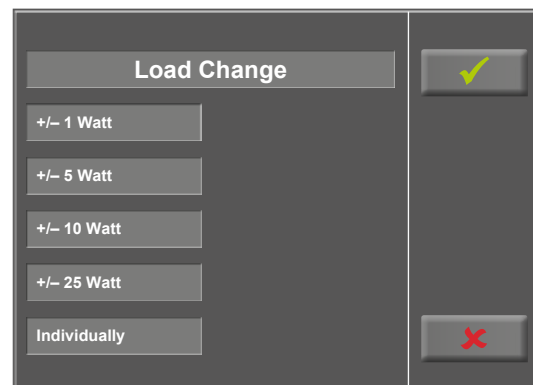 Load Change
+/– 1 Watt
+/– 5 Watt
+/– 10 Watt
+/– 25 Watt
Individually